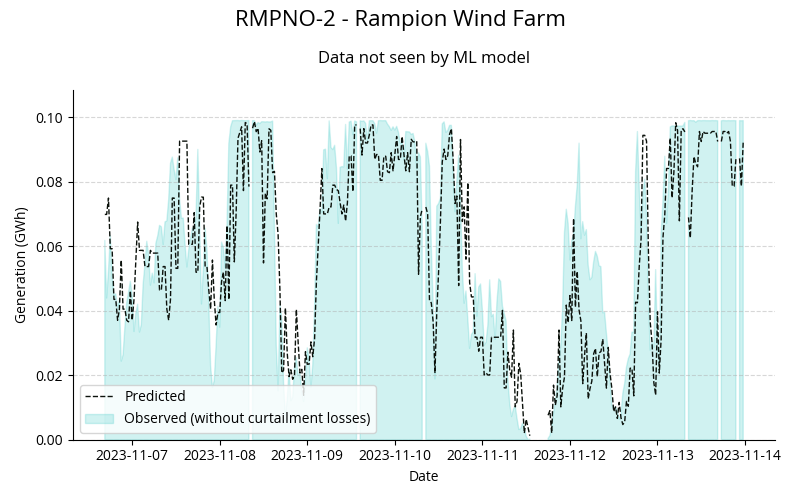 RMPNO-2 - Rampion Wind Farm
Data not seen by ML model
Generation (GWh)
0.10
0.08
0.06
0.04
0.02
0.00
Predicted
Observed (without curtailment losses)
2023-11-07
2023-11-08
2023-11-09
2023-11-10
2023-11-11
2023-11-12
2023-11-13
2023-11-14
Date